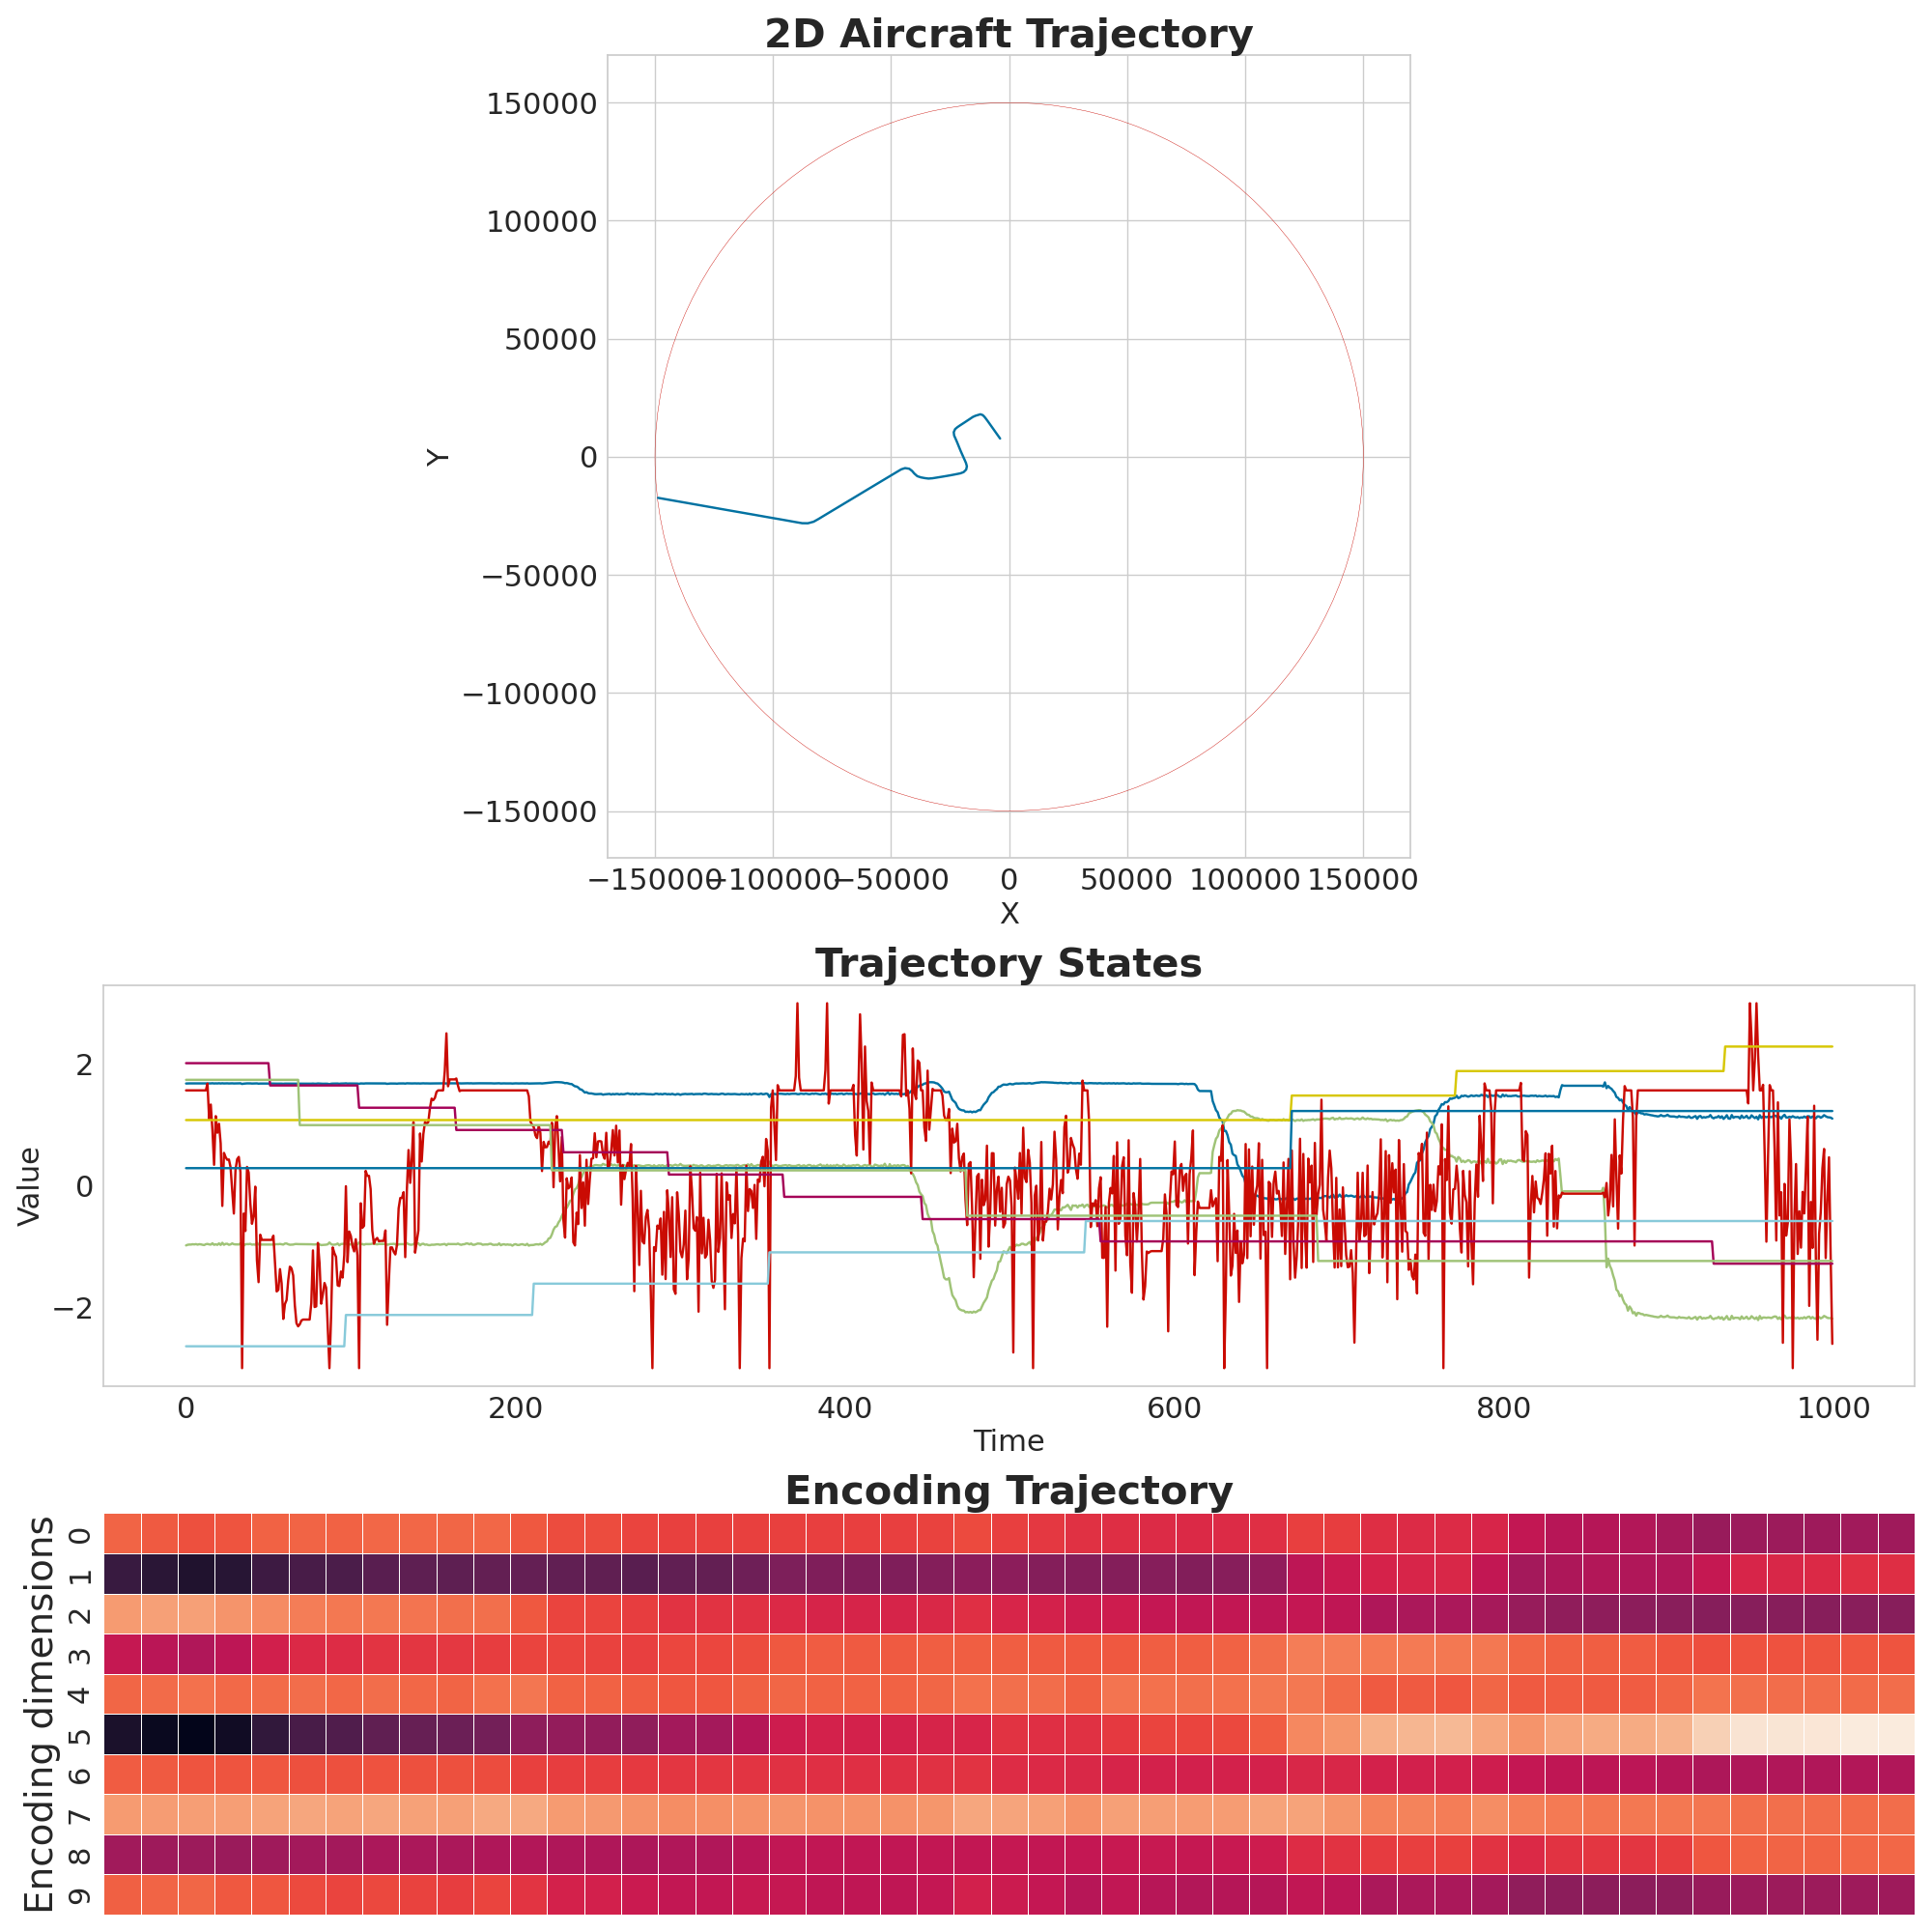 2D Aircraft Trajectory
150000
100000
50000
0
−50000
−100000
−150000
Y
−150000 −100000 −50000 0 50000 100000 150000
X
Trajectory States
2
0
−2
Value
0 200 400 600 800 1000
Time
Encoding Trajectory
0
1
2
3
4
5
6
7
8
9
Encoding dimensions